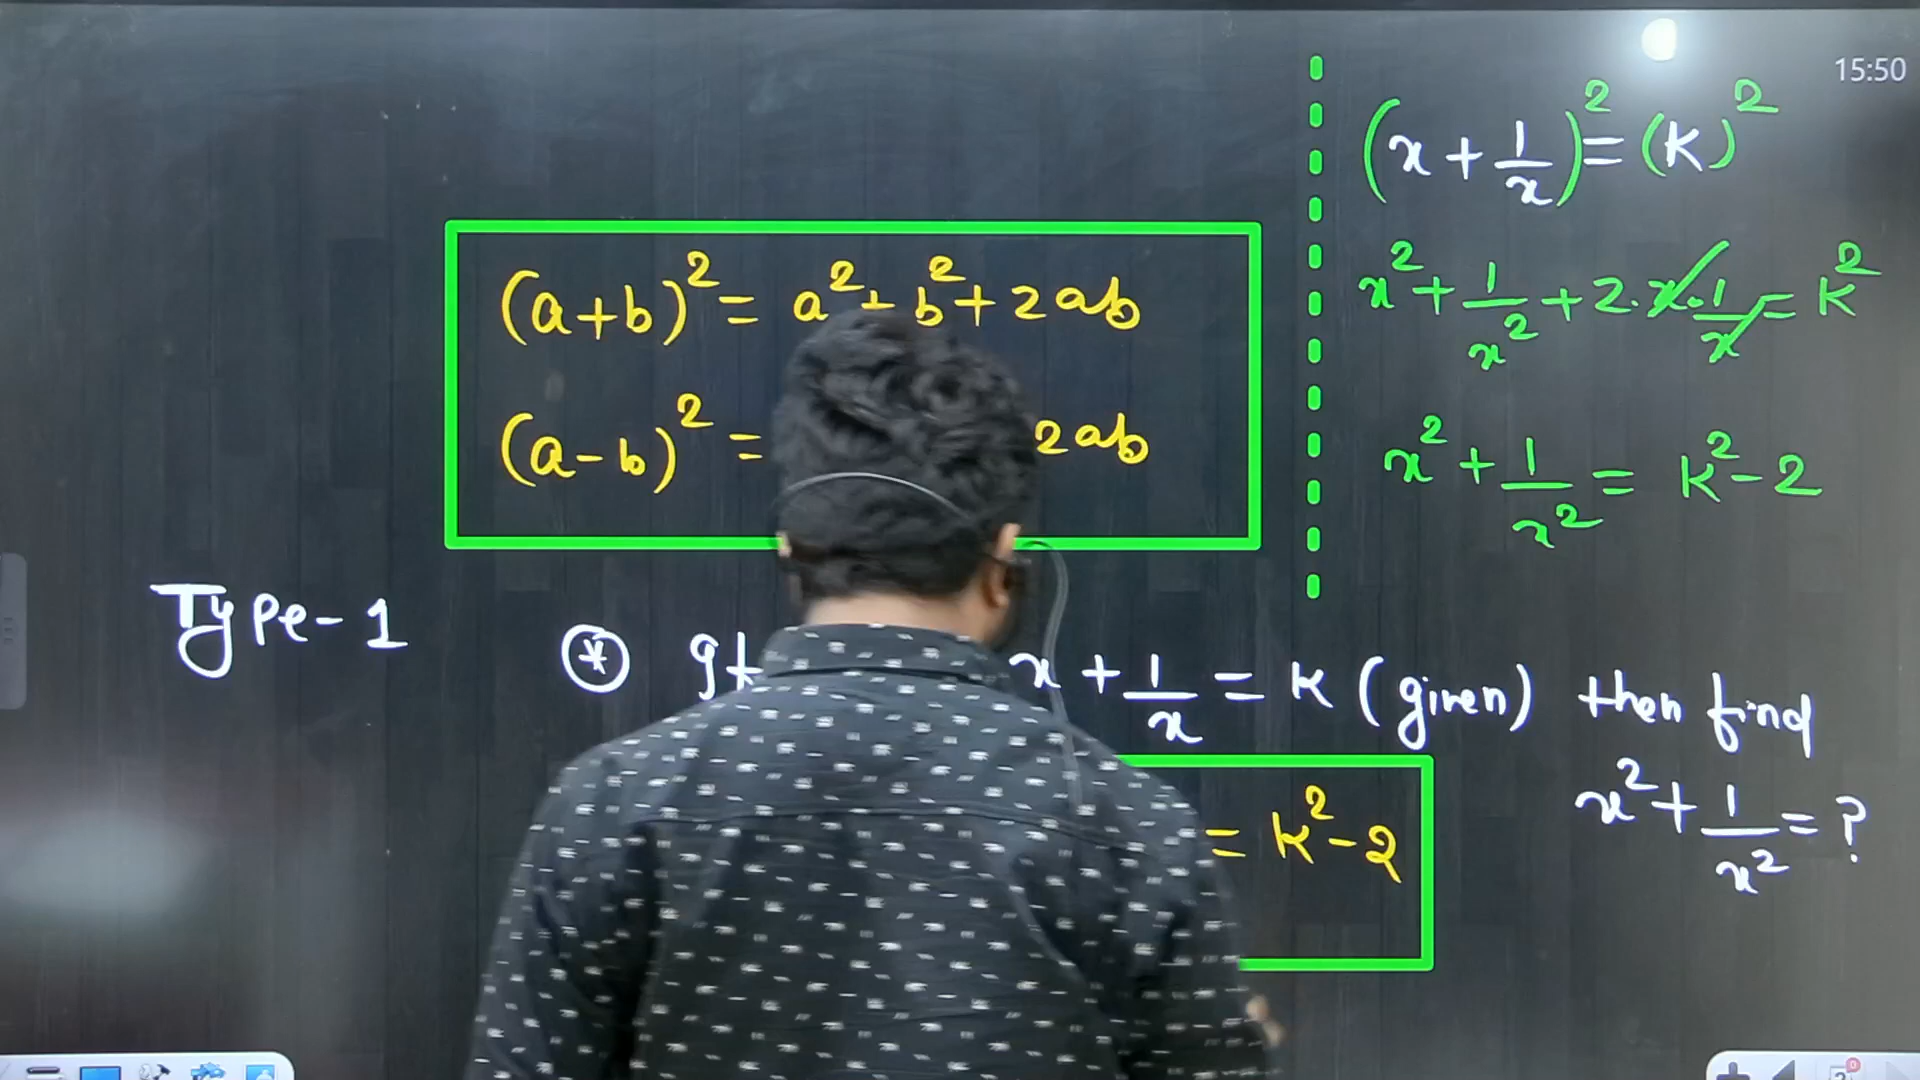 15:50
(x + 1/x)² = (K)²
x² + 1/x² + 2·x·1/x = K²
x² + 1/x² = K² - 2
(a+b)² = a² + b² + 2ab
(a-b)² = 2ab
Type-1
* x + 1/x = K (given) then find
x² + 1/x² = ?
= K² - 2